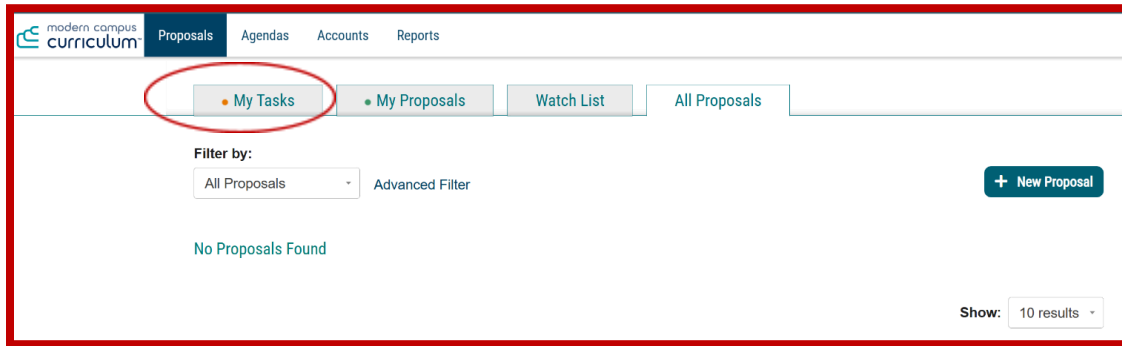 modern campus
curriculum™
Proposals Agendas Accounts Reports
My Tasks My Proposals Watch List All Proposals
Filter by:
All Proposals Advanced Filter
+ New Proposal
No Proposals Found
Show: 10 results